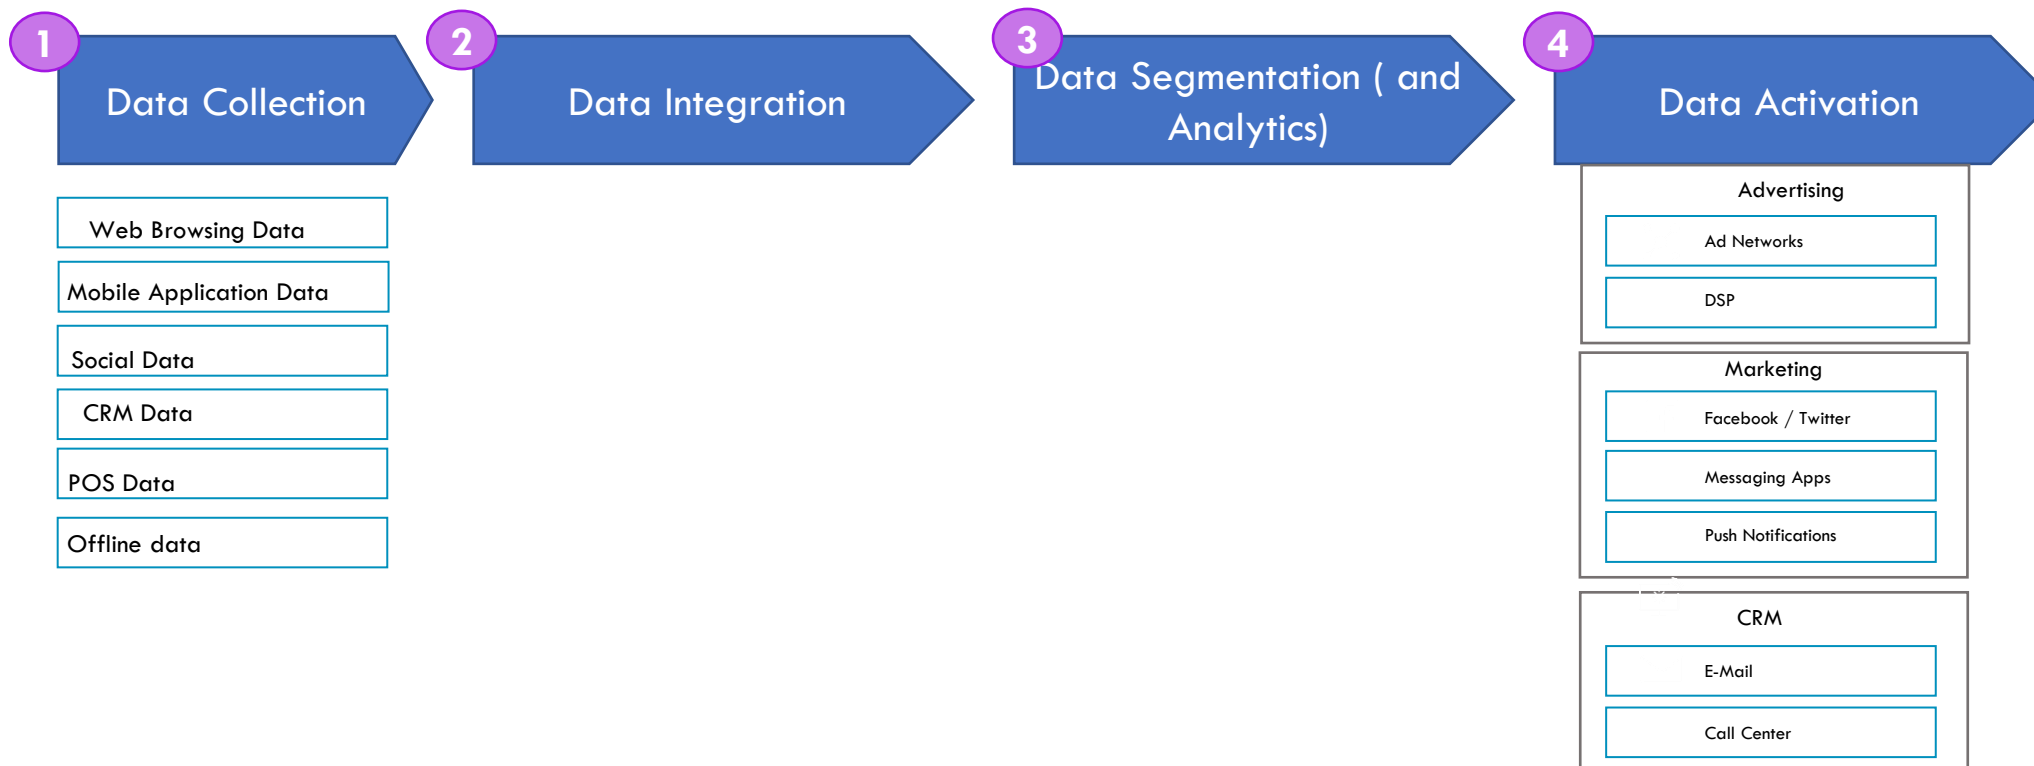 1
Data Collection
Web Browsing Data
Mobile Application Data
Social Data
CRM Data
POS Data
Offline data
2
Data Integration
3
Data Segmentation ( and
Analytics)
4
Data Activation
Advertising
Ad Networks
DSP
Marketing
Facebook / Twitter
Messaging Apps
Push Notifications
CRM
E-Mail
Call Center